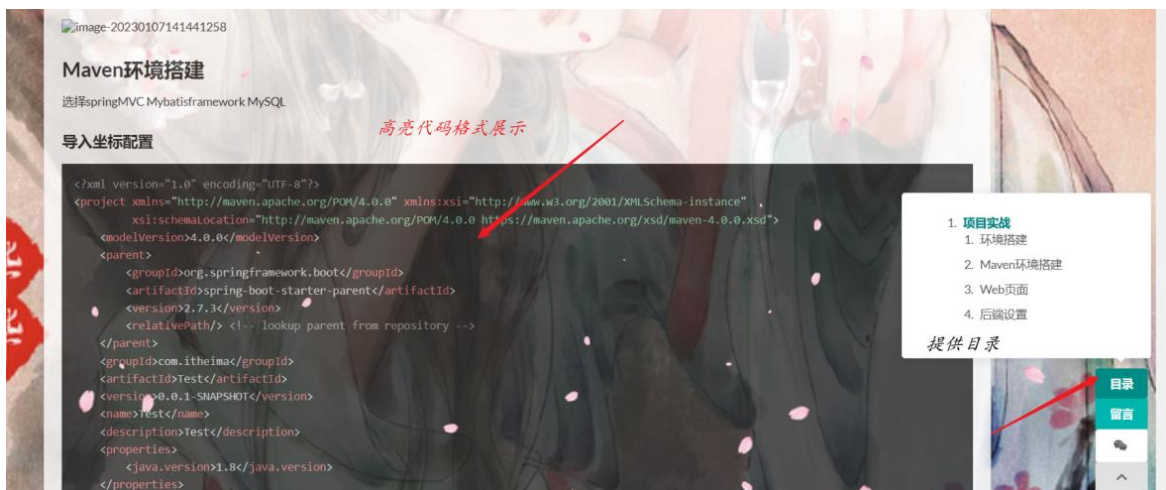 image-20230107141441258
Maven环境搭建
选择springMVC Mybatisframework MySQL
高亮代码格式展示
导入坐标配置
<?xml version="1.0" encoding="UTF-8"?>
<project xmlns="http://maven.apache.org/POM/4.0.0" xmlns:xsi="http://www.w3.org/2001/XMLSchema-instance"
xsi:schemaLocation="http://maven.apache.org/POM/4.0.0 https://maven.apache.org/xsd/maven-4.0.0.xsd">
<modelVersion>4.0.0</modelVersion>
<parent>
<groupId>org.springframework.boot</groupId>
<artifactId>spring-boot-starter-parent</artifactId>
<version>2.7.3</version>
<relativePath/> <!-- lookup parent from repository -->
</parent>
<groupId>com.itheima</groupId>
<artifactId>Test</artifactId>
<version>0.0.1-SNAPSHOT</version>
<name>Test</name>
<description>Test</description>
<properties>
<java.version>1.8</java.version>
</properties>
1. 项目实战
1. 环境搭建
2. Maven环境搭建
3. Web页面
4. 后端设置
提供目录
目录
留言